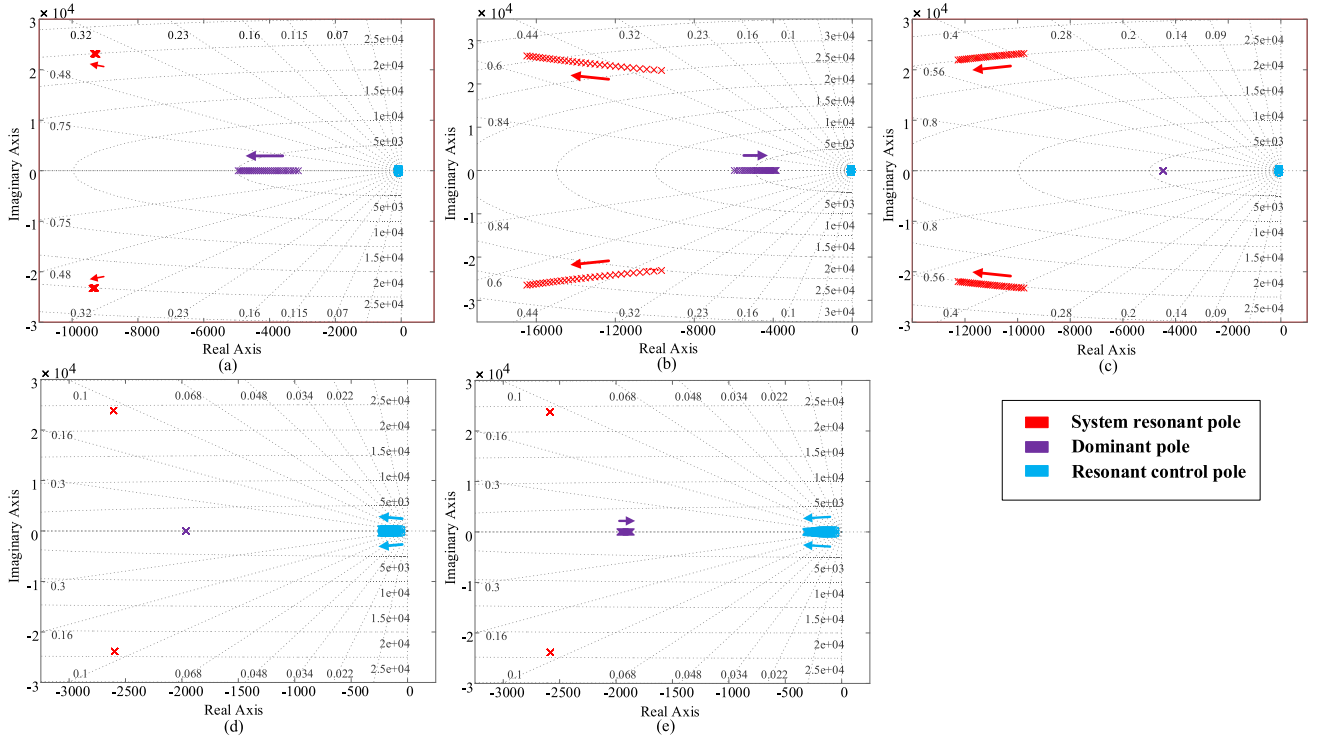 × 10⁴
3
2
1
0
-1
-2
-3
Imaginary Axis
0.32 0.23 0.16 0.115 0.07 2.5e+04
0.48 2e+04
1.5e+04
0.75 1e+04
5e+03
5e+03
0.75 1e+04
1.5e+04
0.48 2e+04
2.5e+04
0.32 0.23 0.16 0.115 0.07
-10000 -8000 -6000 -4000 -2000 0
Real Axis
(a)
× 10⁴
3
2
1
0
-1
-2
-3
Imaginary Axis
0.44 0.32 0.23 0.16 0.1 3e+04
2.5e+04
0.6 2e+04
1.5e+04
0.84 1e+04
5e+03
5e+03
0.84 1e+04
1.5e+04
2e+04
0.6 2.5e+04
0.44 0.32 0.23 0.16 0.1 3e+04
-16000 -12000 -8000 -4000 0
Real Axis
(b)
× 10⁴
3
2
1
0
-1
-2
-3
Imaginary Axis
0.4 0.28 0.2 0.14 0.09 2.5e+04
0.56 2e+04
1.5e+04
0.8 1e+04
5e+03
5e+03
0.8 1e+04
1.5e+04
0.56 2e+04
2.5e+04
0.4 0.28 0.2 0.14 0.09
-12000 -10000 -8000 -6000 -4000 -2000 0
Real Axis
(c)
× 10⁴
3
2
1
0
-1
-2
-3
Imaginary Axis
0.1 0.068 0.048 0.034 0.022 2.5e+04
0.16 2e+04
1.5e+04
0.3 1e+04
5e+03
5e+03
0.3 1e+04
1.5e+04
0.16 2e+04
0.1 0.068 0.048 0.034 0.022 2.5e+04
-3000 -2500 -2000 -1500 -1000 -500 0
Real Axis
(d)
× 10⁴
3
2
1
0
-1
-2
-3
Imaginary Axis
0.1 0.068 0.048 0.034 0.022 2.5e+04
0.16 2e+04
1.5e+04
0.3 1e+04
5e+03
5e+03
0.3 1e+04
1.5e+04
0.16 2e+04
0.1 0.068 0.048 0.034 0.022 2.5e+04
-3000 -2500 -2000 -1500 -1000 -500 0
Real Axis
(e)
System resonant pole
Dominant pole
Resonant control pole